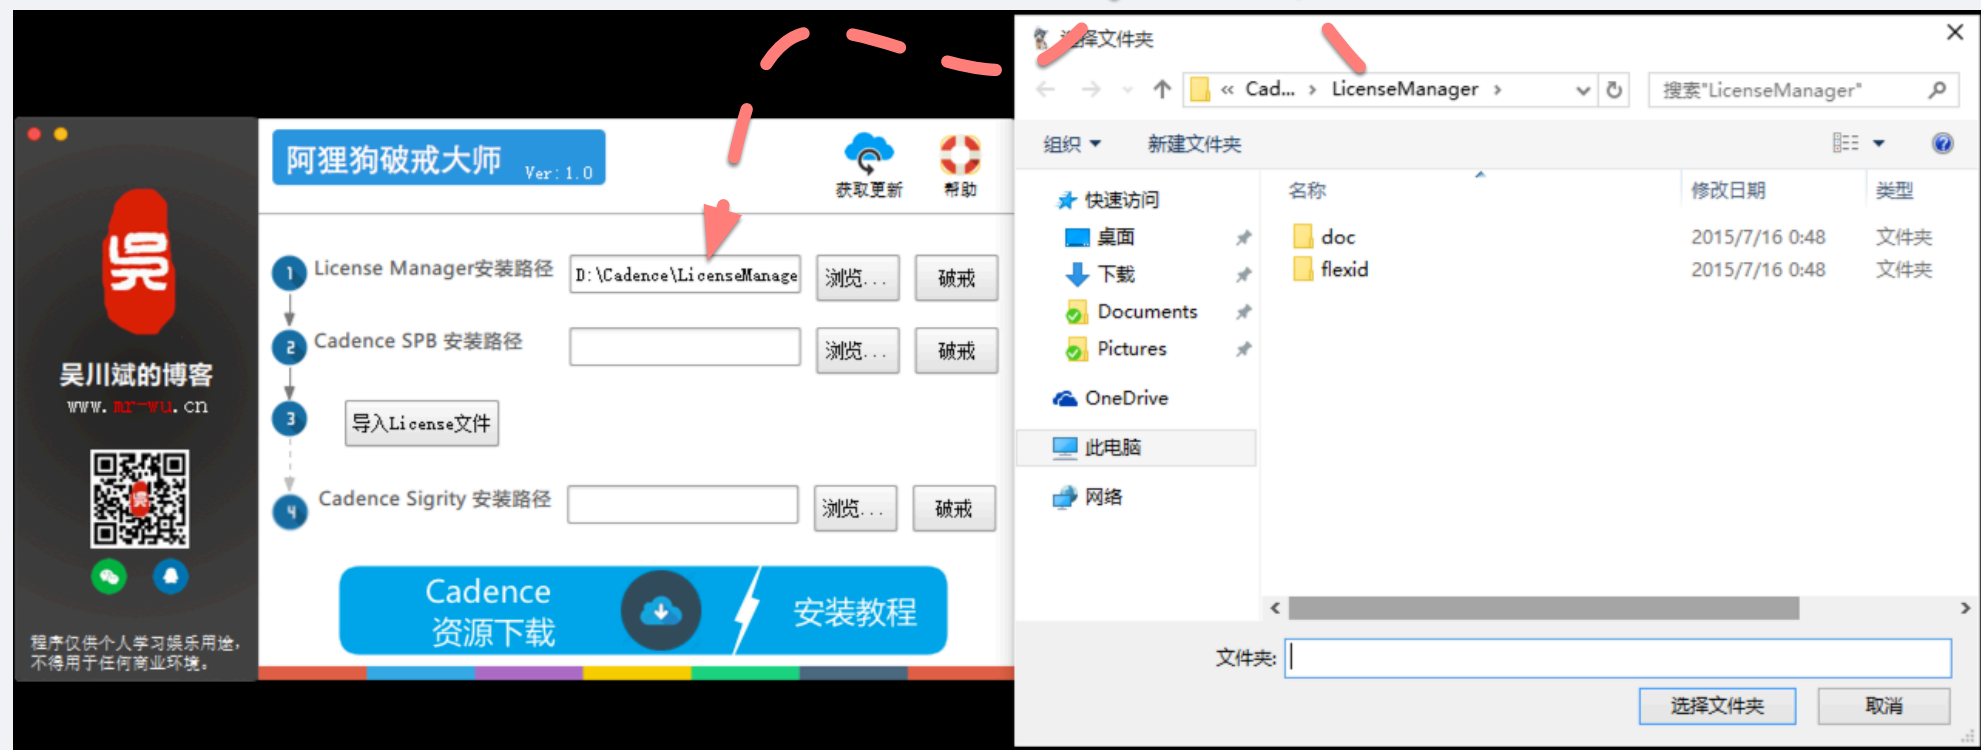 吴川斌的博客
www.mr-wu.cn
程序仅供个人学习娱乐用途,
不得用于任何商业环境。
阿狸狗破戒大师 Ver:1.0
获取更新
帮助
1
License Manager安装路径
D:\Cadence\LicenseManage
浏览...
破戒
2
Cadence SPB 安装路径
浏览...
破戒
3
导入License文件
4
Cadence Sigrity 安装路径
浏览...
破戒
Cadence
资源下载
安装教程
选择文件夹
« Cad... › LicenseManager ›
搜索"LicenseManager"
组织
新建文件夹
名称
修改日期
类型
快速访问
桌面
下载
Documents
Pictures
OneDrive
此电脑
网络
doc 2015/7/16 0:48 文件夹
flexid 2015/7/16 0:48 文件夹
文件夹:
选择文件夹
取消